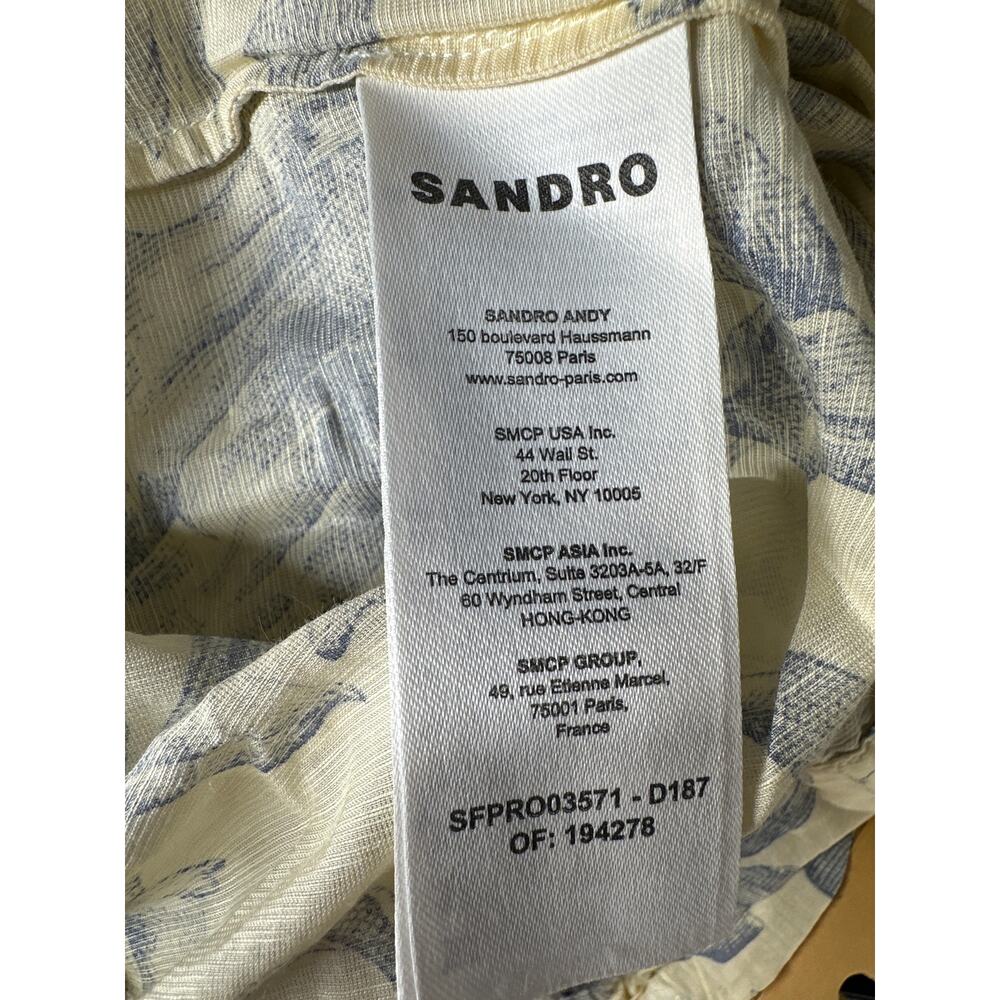 SANDRO
SANDRO ANDY
150 boulevard Haussmann
75008 Paris
www.sandro-paris.com
SMCP USA Inc.
44 Wall St.
20th Floor
New York, NY 10005
SMCP ASIA Inc.
The Centrium, Suite 3203A-5A, 32/F
60 Wyndham Street, Central
HONG-KONG
SMCP GROUP,
49, rue Etienne Marcel,
75001 Paris,
France
SFPRO03571 - D187
OF: 194278